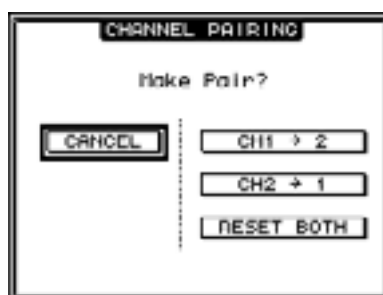 CHANNEL PAIRING
Make Pair?
CANCEL
CH1 → 2
CH2 → 1
RESET BOTH